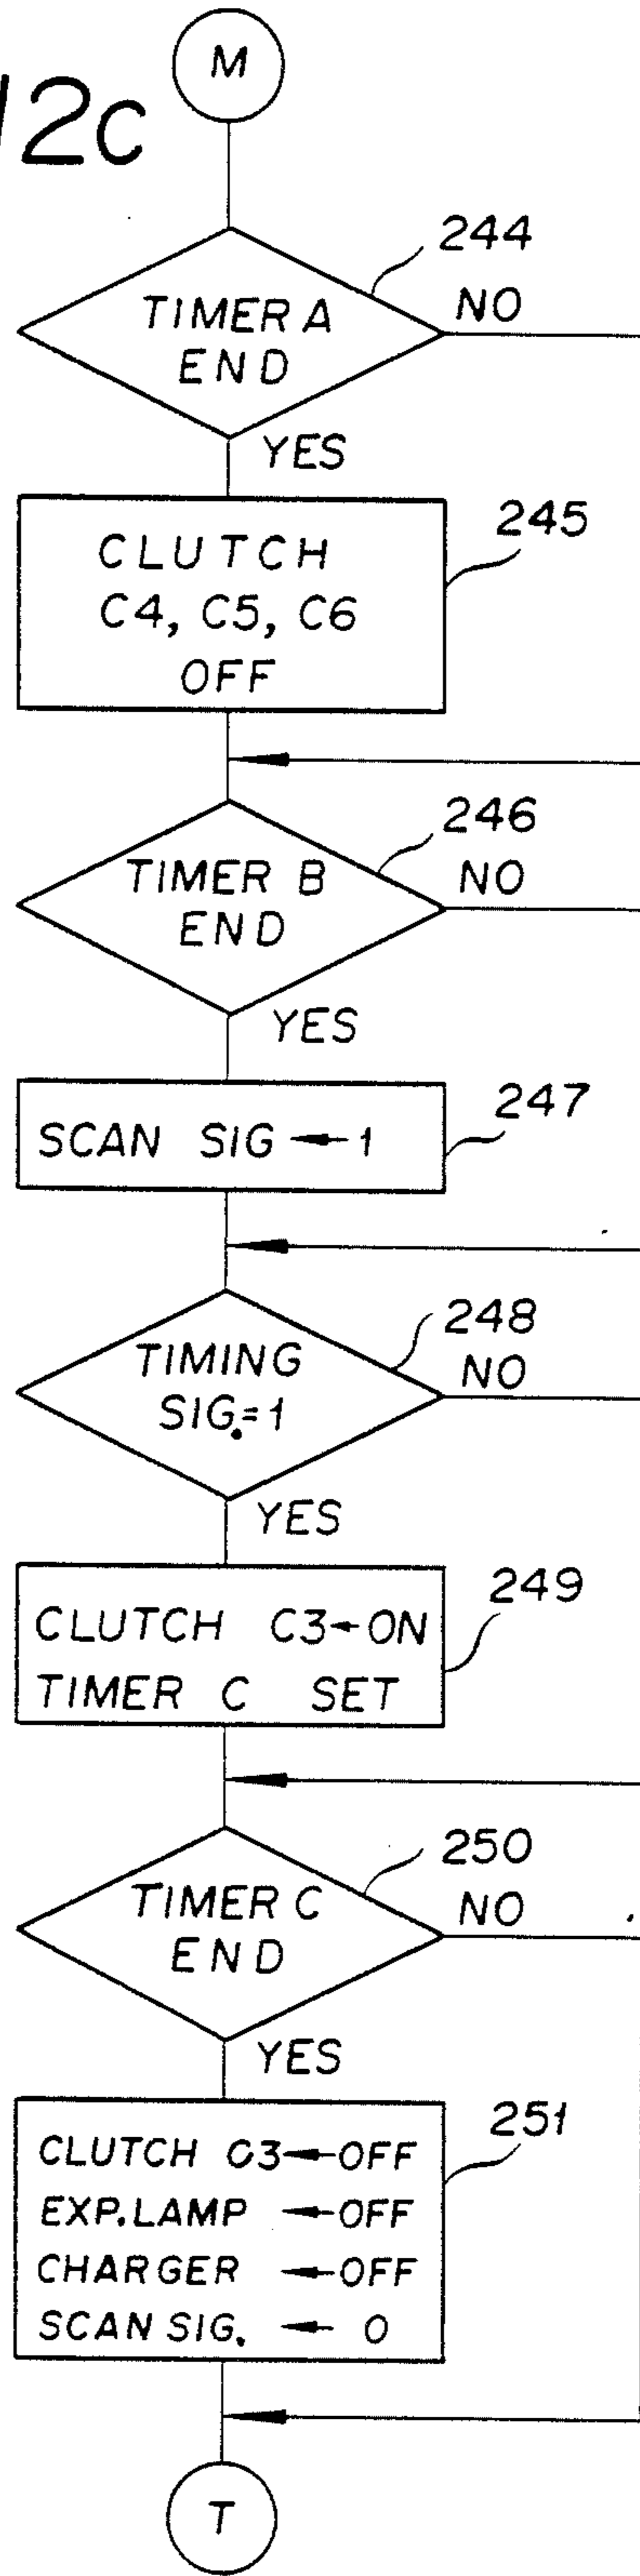 M
12c
244
TIMER A
END
NO
YES
245
CLUTCH
C4, C5, C6
OFF
246
TIMER B
END
NO
YES
247
SCAN SIG ← 1
248
TIMING
SIG.=1
NO
YES
249
CLUTCH C3←ON
TIMER C SET
250
TIMER C
END
NO
YES
251
CLUTCH C3←OFF
EXP.LAMP ←OFF
CHARGER ←OFF
SCAN SIG. ← 0
T